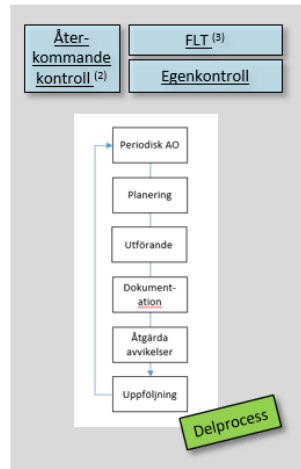 Åter-
kommande
kontroll (2)
FLT (3)
Egenkontroll
Periodisk AO
Planering
Utförande
Dokument-
ation
Åtgärda
avvikelser
Uppföljning
Delprocess